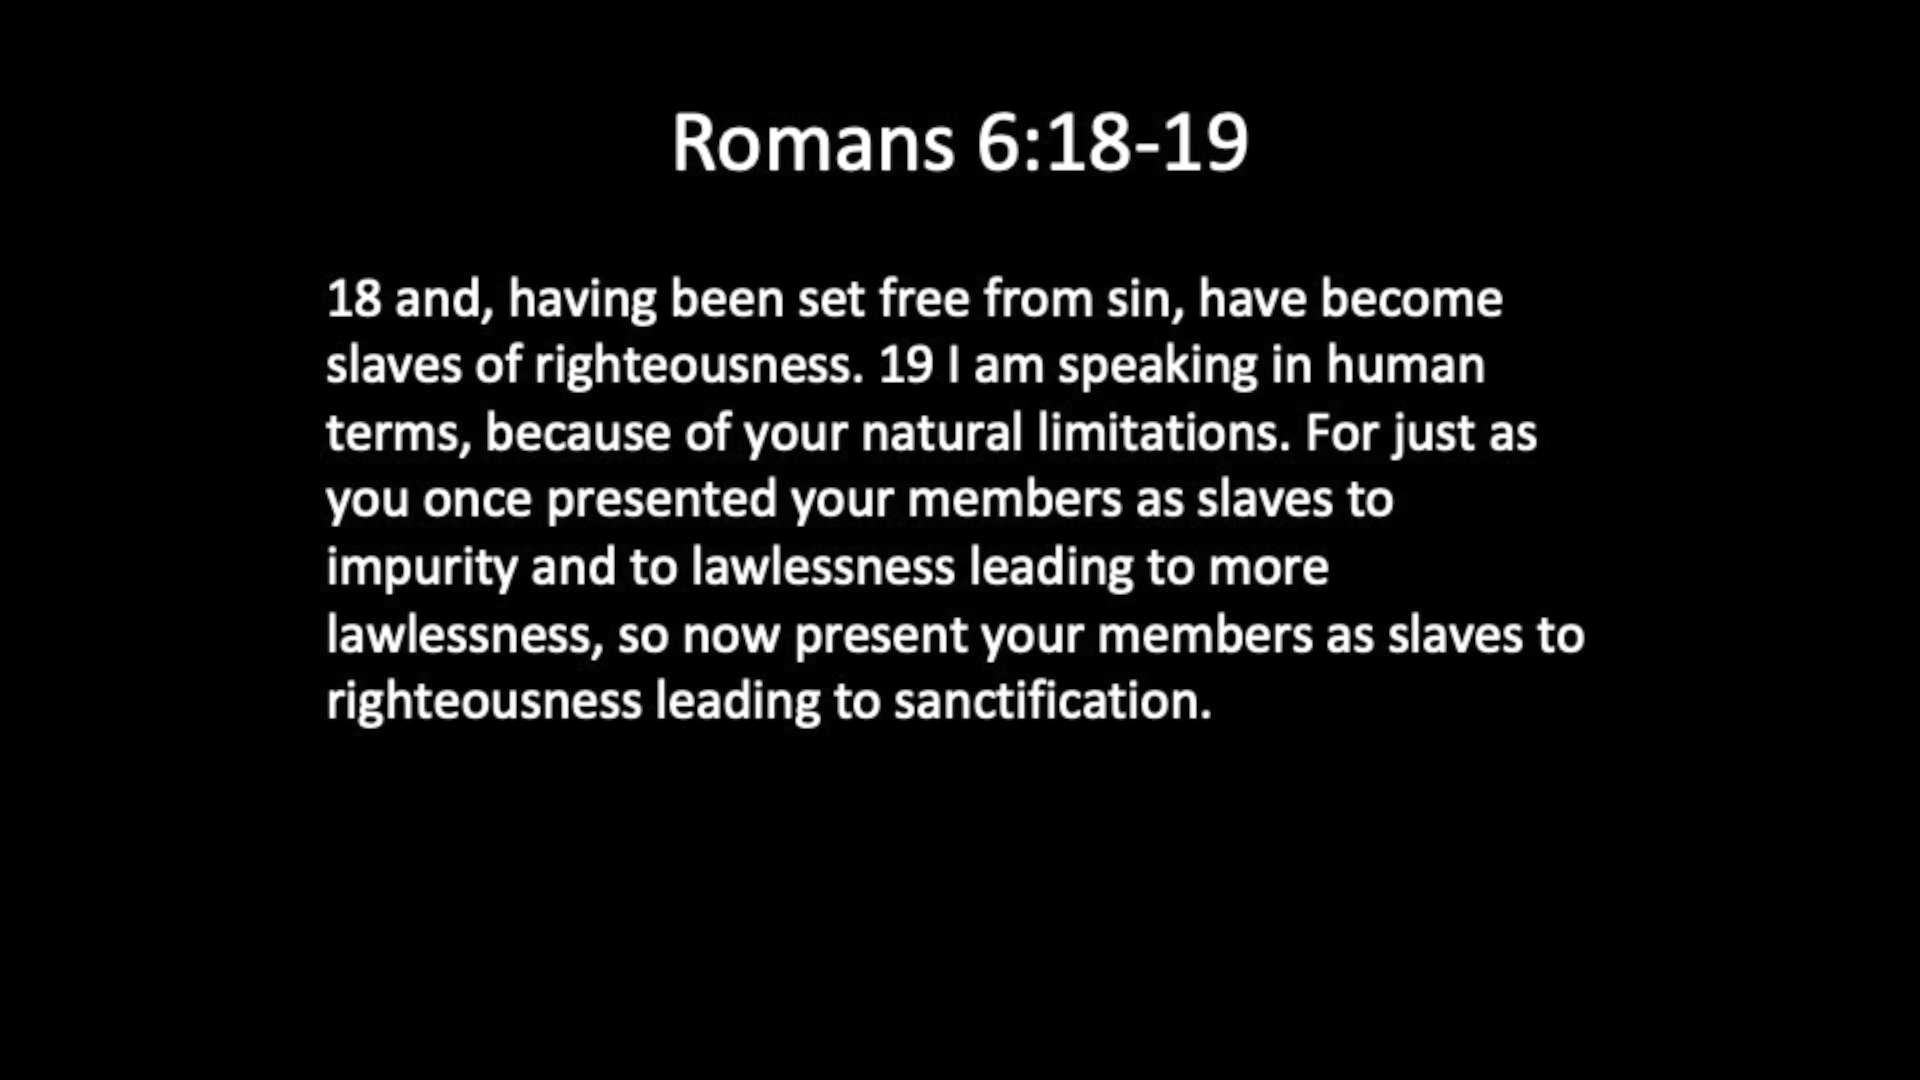 Romans 6:18-19
18 and, having been set free from sin, have become
slaves of righteousness. 19 I am speaking in human
terms, because of your natural limitations. For just as
you once presented your members as slaves to
impurity and to lawlessness leading to more
lawlessness, so now present your members as slaves to
righteousness leading to sanctification.